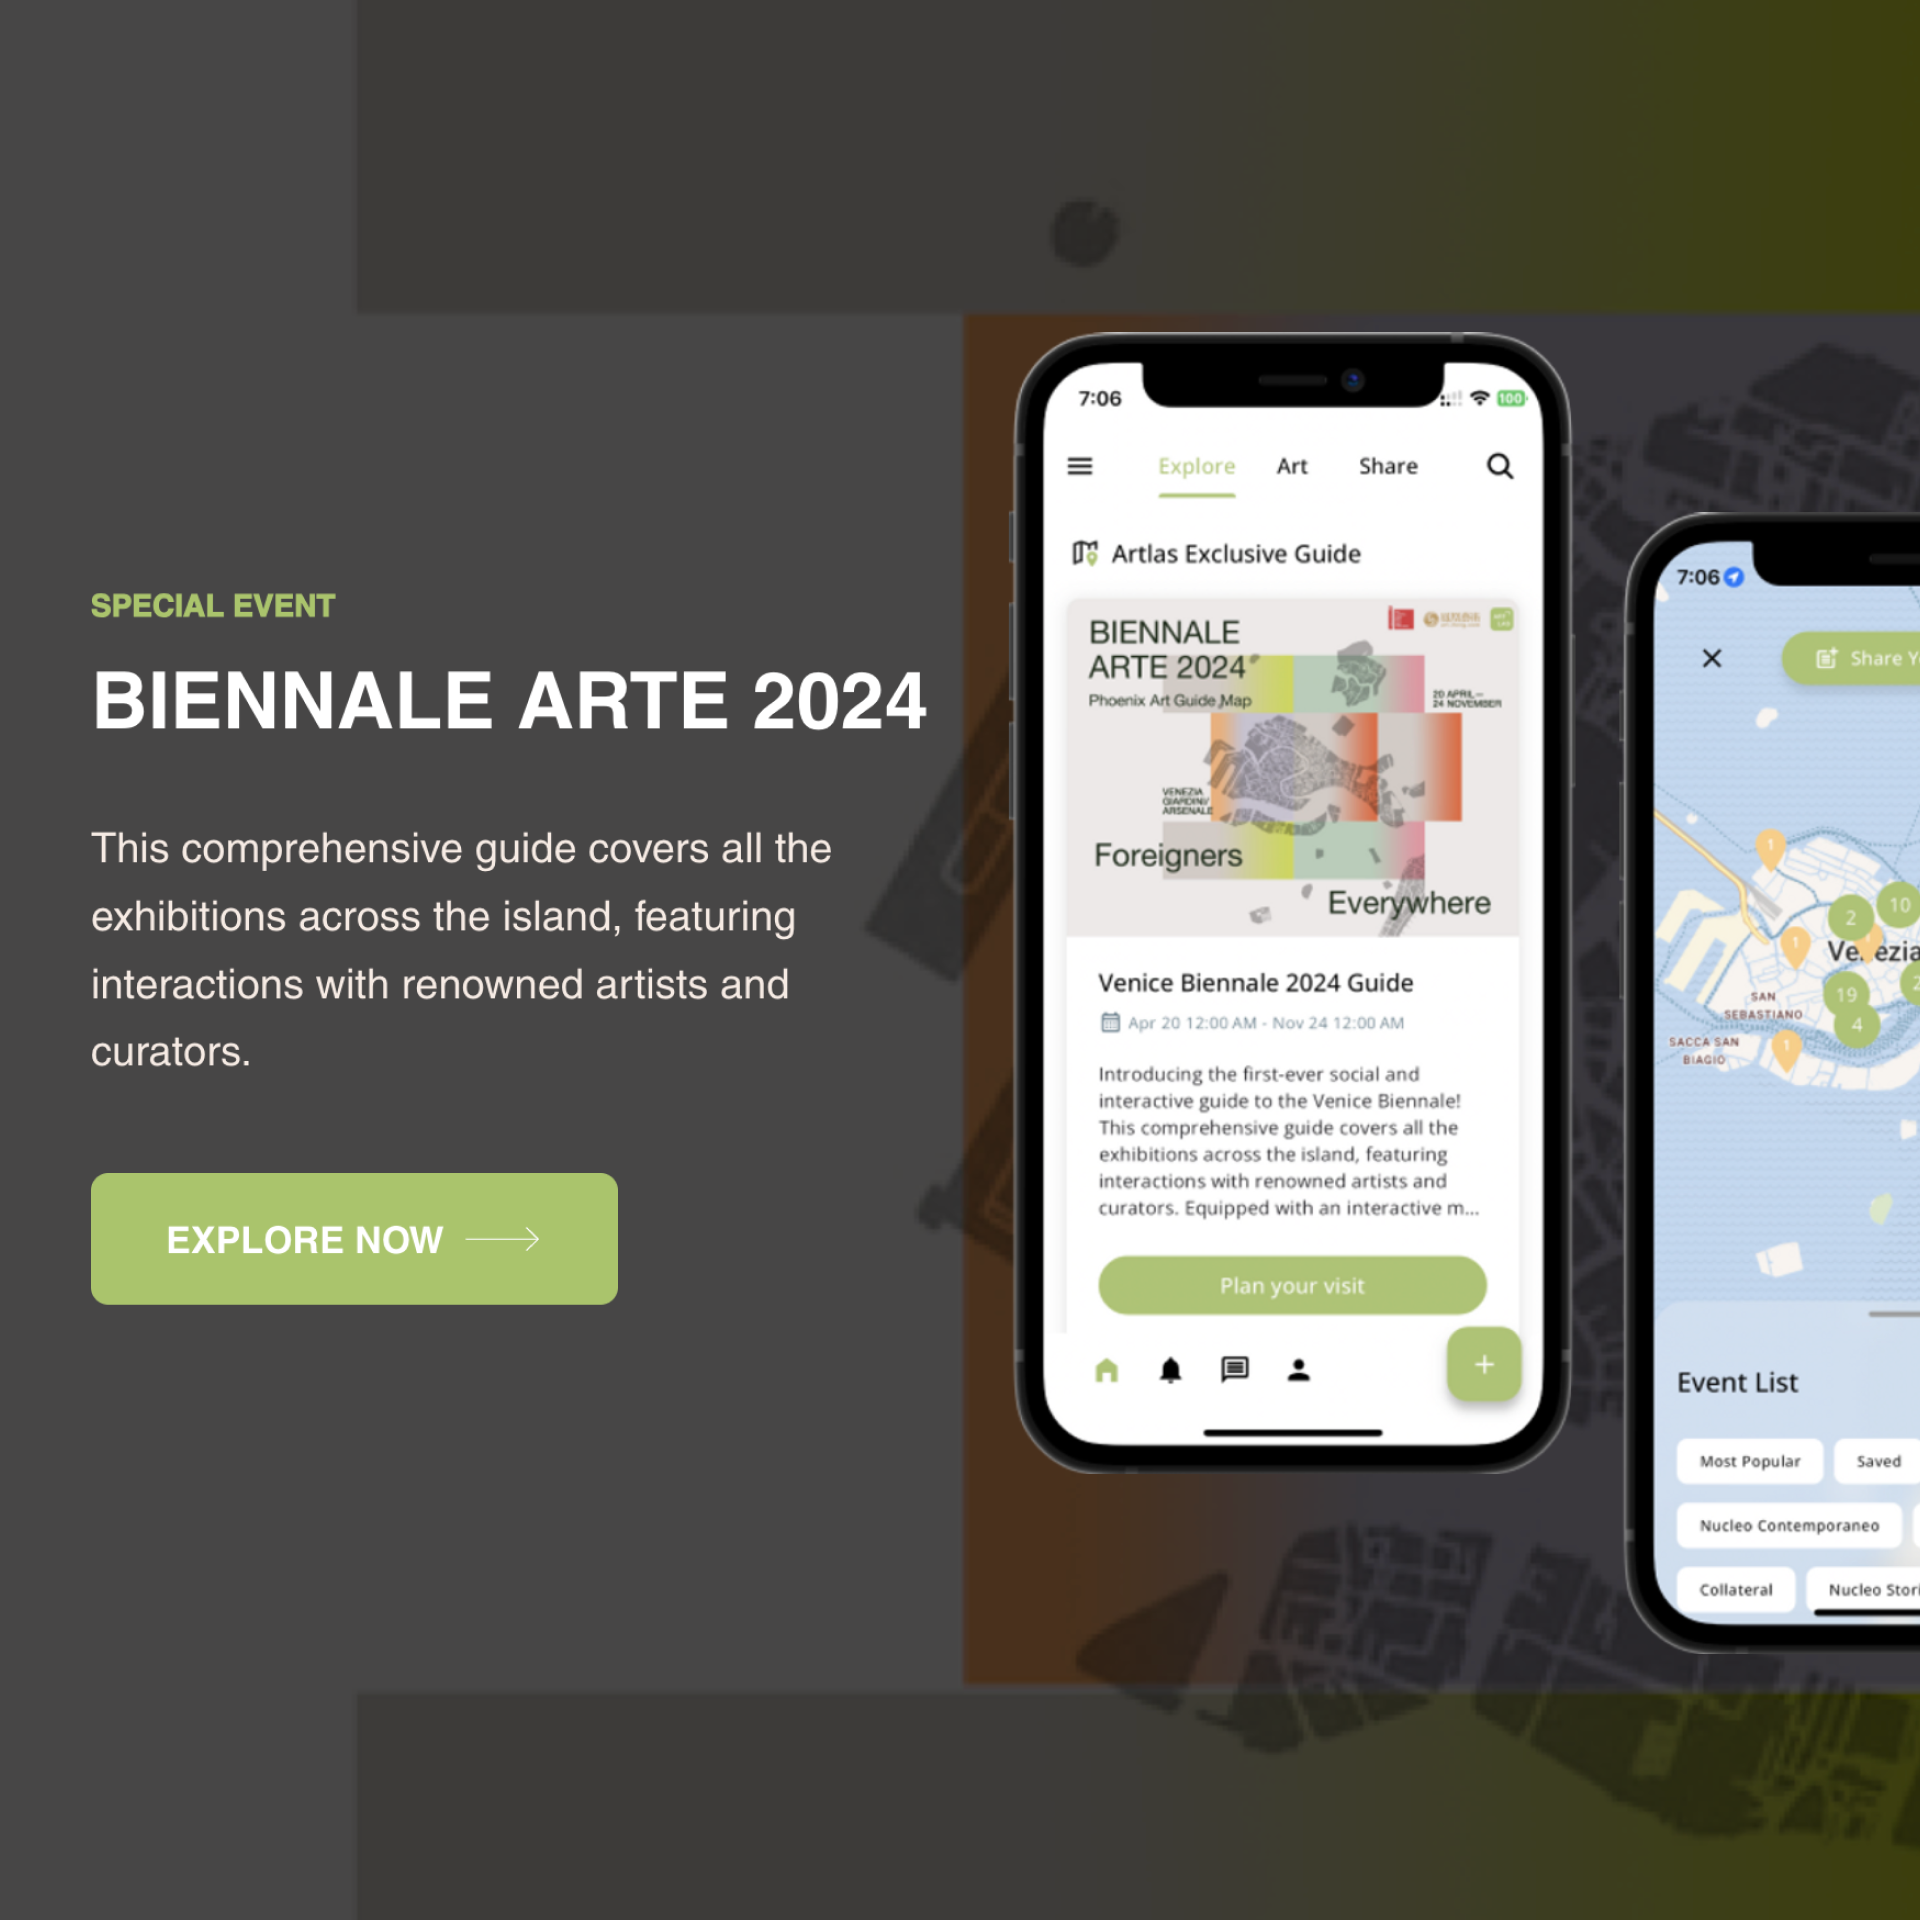 SPECIAL EVENT
BIENNALE ARTE 2024
This comprehensive guide covers all the
exhibitions across the island, featuring
interactions with renowned artists and
curators.
EXPLORE NOW
7:06
100
Explore Art Share
Artlas Exclusive Guide
BIENNALE
ARTE 2024
Phoenix Art Guide Map
20 APRIL—
24 NOVEMBER
VENEZIA
GIARDINI/
ARSENALE
Foreigners
Everywhere
Venice Biennale 2024 Guide
Apr 20 12:00 AM - Nov 24 12:00 AM
Introducing the first-ever social and
interactive guide to the Venice Biennale!
This comprehensive guide covers all the
exhibitions across the island, featuring
interactions with renowned artists and
curators. Equipped with an interactive m...
Plan your visit
7:06
Share Y
1
2
10
1
1
Ve ezia
19
2
4
SAN
SEBASTIANO
SACCA SAN
BIAGIO
1
Event List
Most Popular
Saved
Nucleo Contemporaneo
Collateral
Nucleo Stori